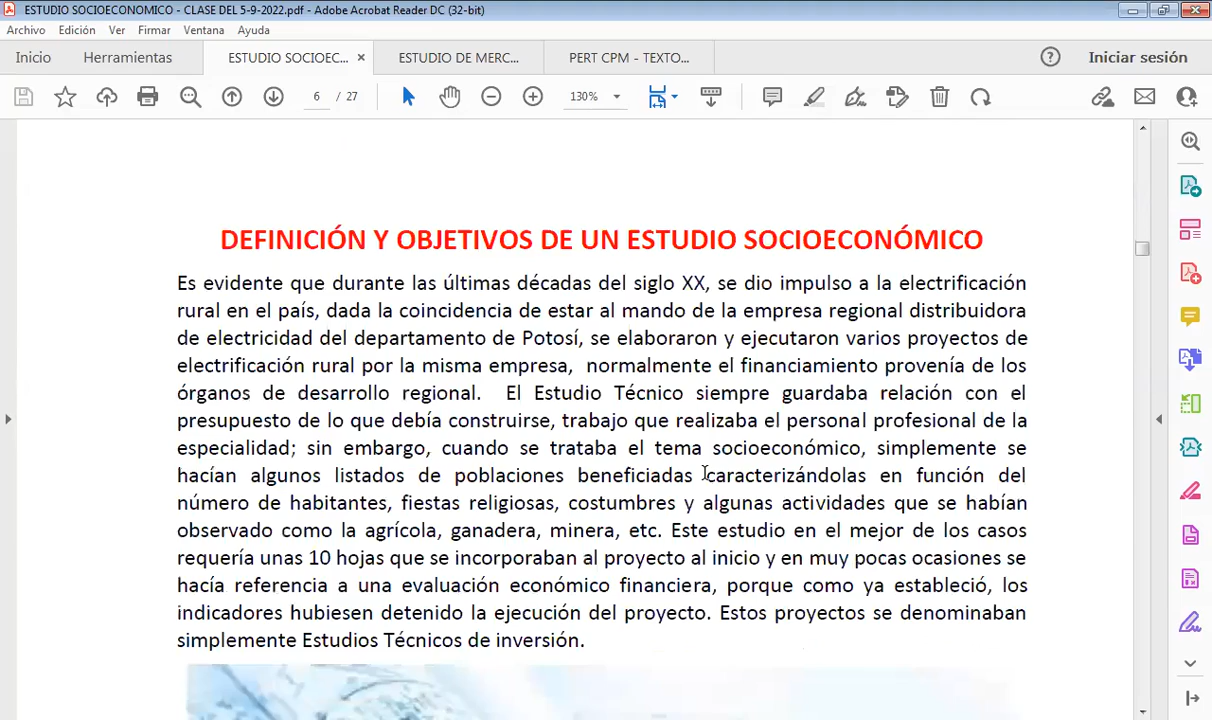 ESTUDIO SOCIOECONOMICO - CLASE DEL 5-9-2022.pdf - Adobe Acrobat Reader DC (32-bit)
Archivo Edición Ver Firmar Ventana Ayuda
Inicio Herramientas ESTUDIO SOCIOEC... × ESTUDIO DE MERC... PERT CPM - TEXTO... Iniciar sesión
6 / 27 130%
DEFINICIÓN Y OBJETIVOS DE UN ESTUDIO SOCIOECONÓMICO
Es evidente que durante las últimas décadas del siglo XX, se dio impulso a la electrificación
rural en el país, dada la coincidencia de estar al mando de la empresa regional distribuidora
de electricidad del departamento de Potosí, se elaboraron y ejecutaron varios proyectos de
electrificación rural por la misma empresa, normalmente el financiamiento provenía de los
órganos de desarrollo regional. El Estudio Técnico siempre guardaba relación con el
presupuesto de lo que debía construirse, trabajo que realizaba el personal profesional de la
especialidad; sin embargo, cuando se trataba el tema socioeconómico, simplemente se
hacían algunos listados de poblaciones beneficiadas caracterizándolas en función del
número de habitantes, fiestas religiosas, costumbres y algunas actividades que se habían
observado como la agrícola, ganadera, minera, etc. Este estudio en el mejor de los casos
requería unas 10 hojas que se incorporaban al proyecto al inicio y en muy pocas ocasiones se
hacía referencia a una evaluación económico financiera, porque como ya estableció, los
indicadores hubiesen detenido la ejecución del proyecto. Estos proyectos se denominaban
simplemente Estudios Técnicos de inversión.